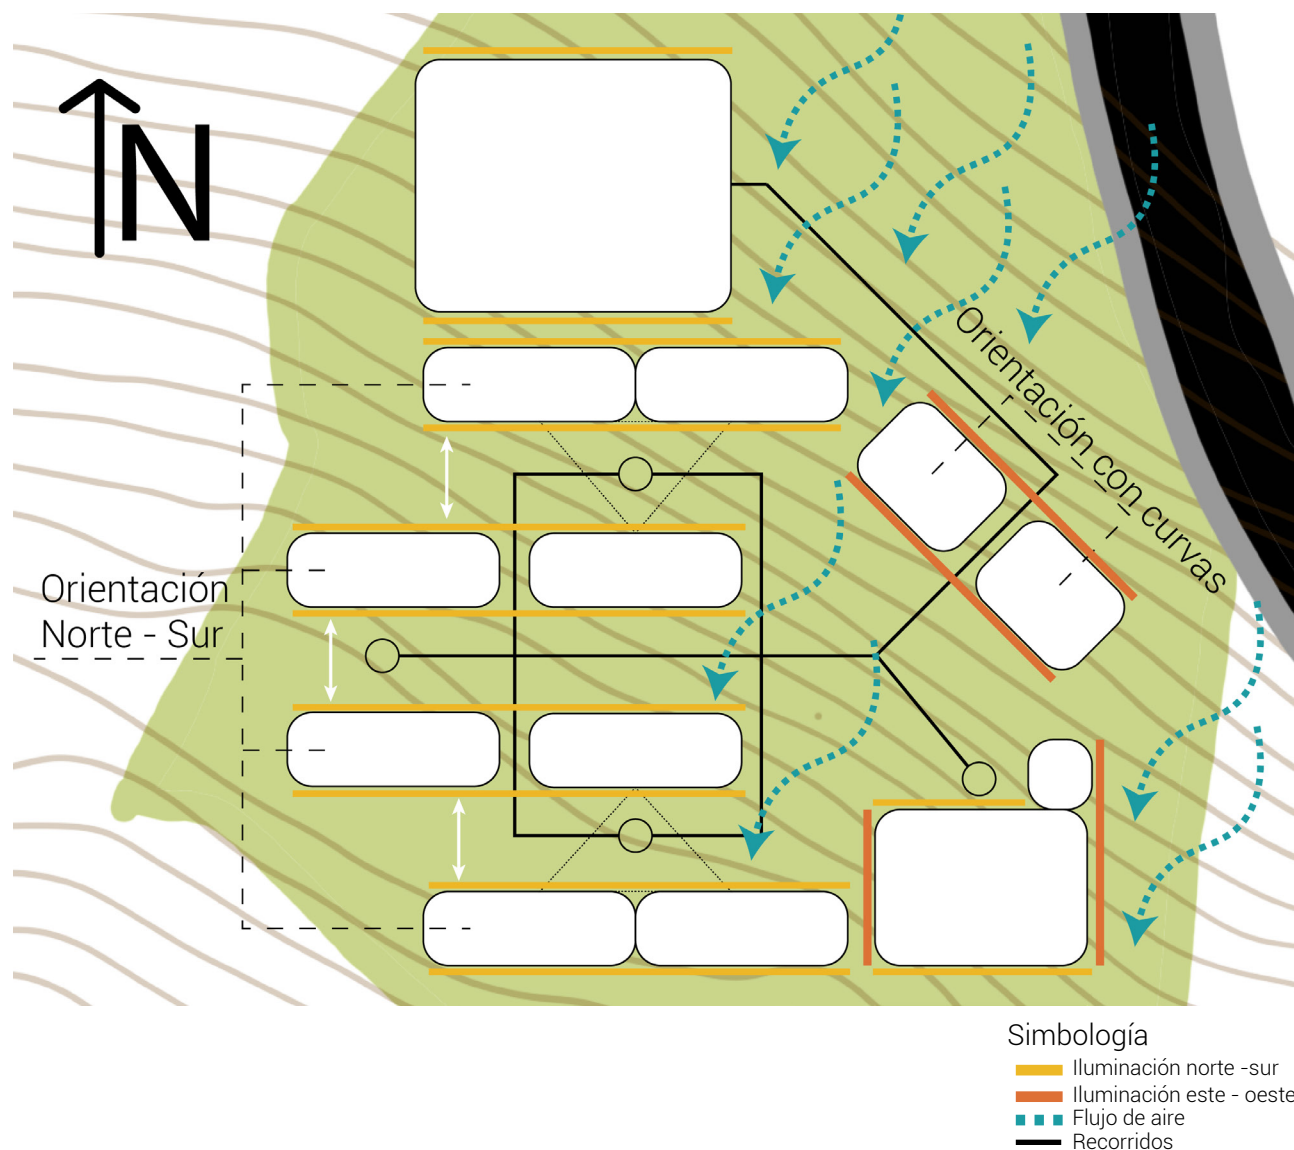 N
Orientación con curvas
Orientación
Norte - Sur
Simbología
Iluminación norte -sur
Iluminación este - oeste
Flujo de aire
Recorridos